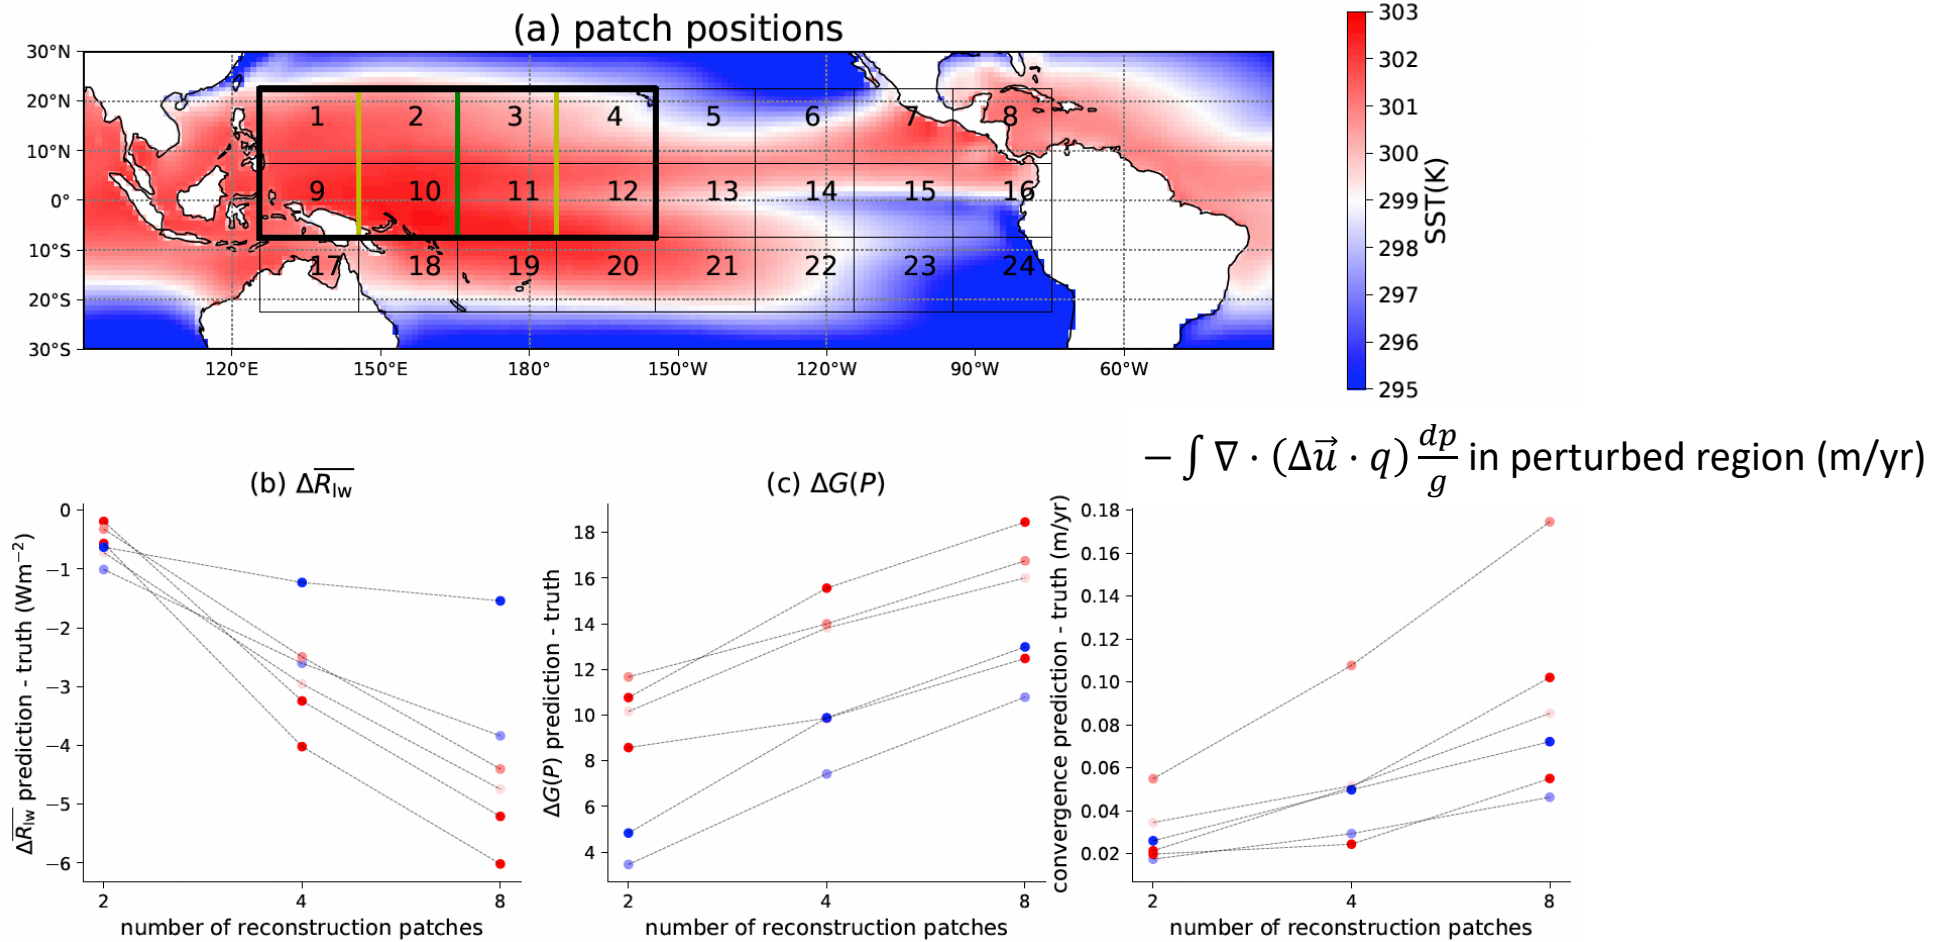 (a) patch positions
30°N
20°N
10°N
0°
10°S
20°S
30°S
120°E 150°E 180° 150°W 120°W 90°W 60°W
1 2 3 4 5 6 7 8
9 10 11 12 13 14 15 16
17 18 19 20 21 22 23 24
303
302
301
300
299
298
297
296
295
SST(K)
− ∫ ∇ · (Δu⃗ · q) dp/g in perturbed region (m/yr)
(b) ΔR̅lw
0
−1
−2
−3
−4
−5
−6
ΔR̅lw prediction - truth (Wm⁻²)
2 4 8
number of reconstruction patches
(c) ΔG(P)
18
16
14
12
10
8
6
4
ΔG(P) prediction - truth
2 4 8
number of reconstruction patches
0.18
0.16
0.14
0.12
0.10
0.08
0.06
0.04
0.02
convergence prediction - truth (m/yr)
2 4 8
number of reconstruction patches